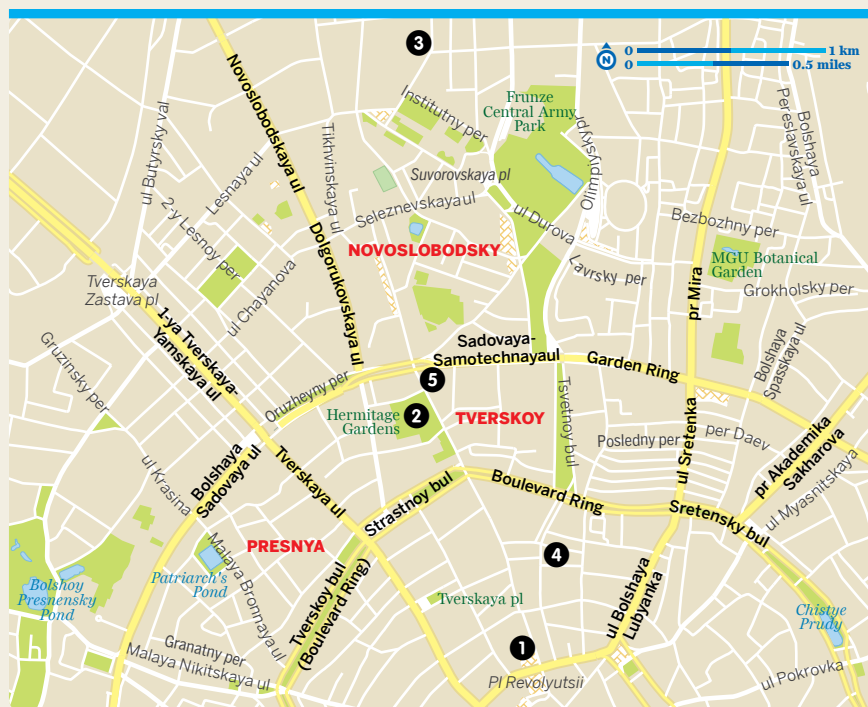 3
0
1 km
N
0
0.5 miles
Novoslobodskaya ul
ul Butyrsky val
Institutny per
Frunze
Central Army
Park
Olimpiysky pr
Bolshaya
Pereslavskaya ul
Tikhvinskaya ul
Lesnaya ul
Suvorovskaya pl
Seleznevskaya ul
ul Durova
Bezbozhny per
2-y Lesnoy per
Dolgorukovskaya ul
NOVOSLOBODSKY
Lavrsky per
MGU Botanical
Garden
pr Mira
Grokholsky per
Tverskaya
Zastava pl
ul Chayanova
1-ya Tverskaya-
Yamskaya ul
Sadovaya-
Samotechnayaul
Garden Ring
Bolshaya
Spasskaya ul
Gruzinsky per
Oruzheyny per
5
2
Hermitage
Gardens
TVERSKOY
Tsvetnoy bul
Posledny per
per Daev
ul Sretenka
pr Akademika
Sakharova
ul Myasnitskaya
ul Krasina
Bolshaya
Sadovaya ul
Tverskaya ul
Strastnoy bul
Boulevard Ring
Sretensky bul
PRESNYA
4
Bolshoy
Presnensky
Pond
Patriarch's
Pond
Malaya Bronnaya ul
Tverskoy bul
(Boulevard Ring)
Tverskaya pl
ul Bolshaya
Lubyanka
Chistye
Prudy
1
Granatny per
Malaya Nikitskaya ul
Pl Revolyutsii
ul Pokrovka